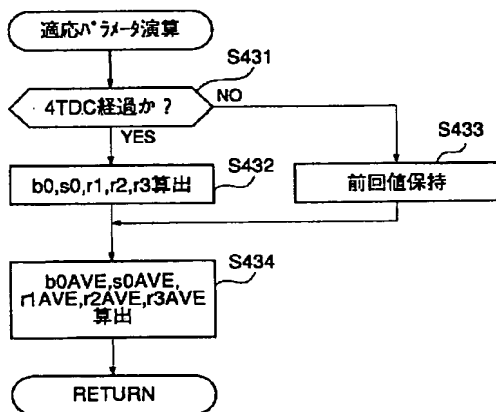 適応ﾊﾟﾗﾒｰﾀ演算
S431
4TDC経過か?
NO
YES
S433
S432
b0,s0,r1,r2,r3算出
前回値保持
S434
b0AVE,s0AVE,
r1AVE,r2AVE,r3AVE
算出
RETURN